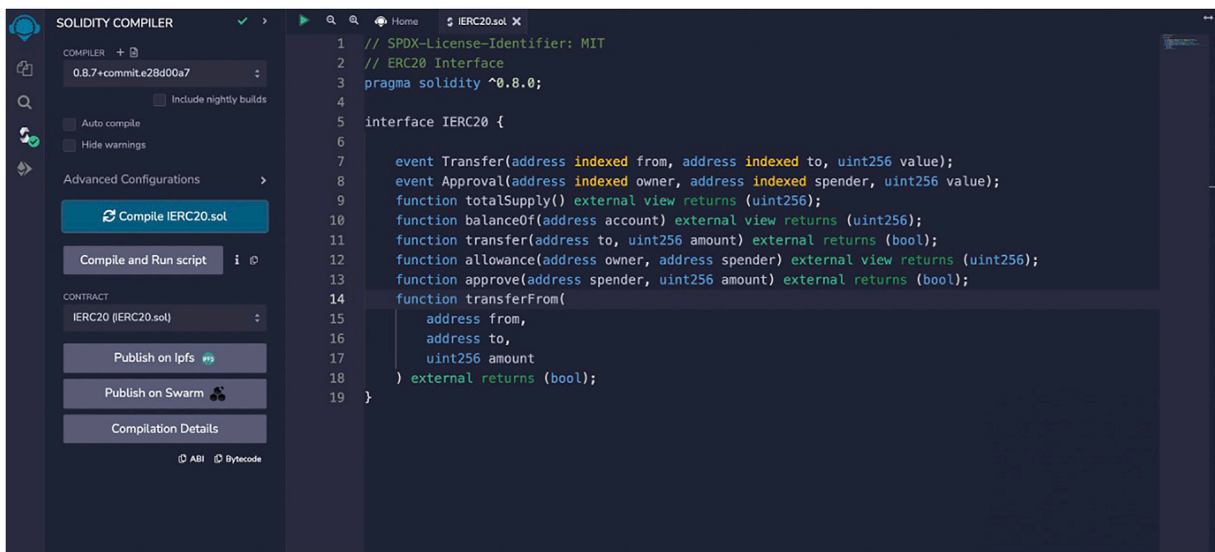 SOLIDITY COMPILER
COMPILER
0.8.7+commit.e28d00a7
Include nightly builds
Auto compile
Hide warnings
Advanced Configurations
Compile IERC20.sol
Compile and Run script
CONTRACT
IERC20 (IERC20.sol)
Publish on Ipfs
IPFS
Publish on Swarm
Compilation Details
ABI Bytecode
Home IERC20.sol
1 // SPDX-License-Identifier: MIT
2 // ERC20 Interface
3 pragma solidity ^0.8.0;
4
5 interface IERC20 {
6
7 event Transfer(address indexed from, address indexed to, uint256 value);
8 event Approval(address indexed owner, address indexed spender, uint256 value);
9 function totalSupply() external view returns (uint256);
10 function balanceOf(address account) external view returns (uint256);
11 function transfer(address to, uint256 amount) external returns (bool);
12 function allowance(address owner, address spender) external view returns (uint256);
13 function approve(address spender, uint256 amount) external returns (bool);
14 function transferFrom(
15 address from,
16 address to,
17 uint256 amount
18 ) external returns (bool);
19 }